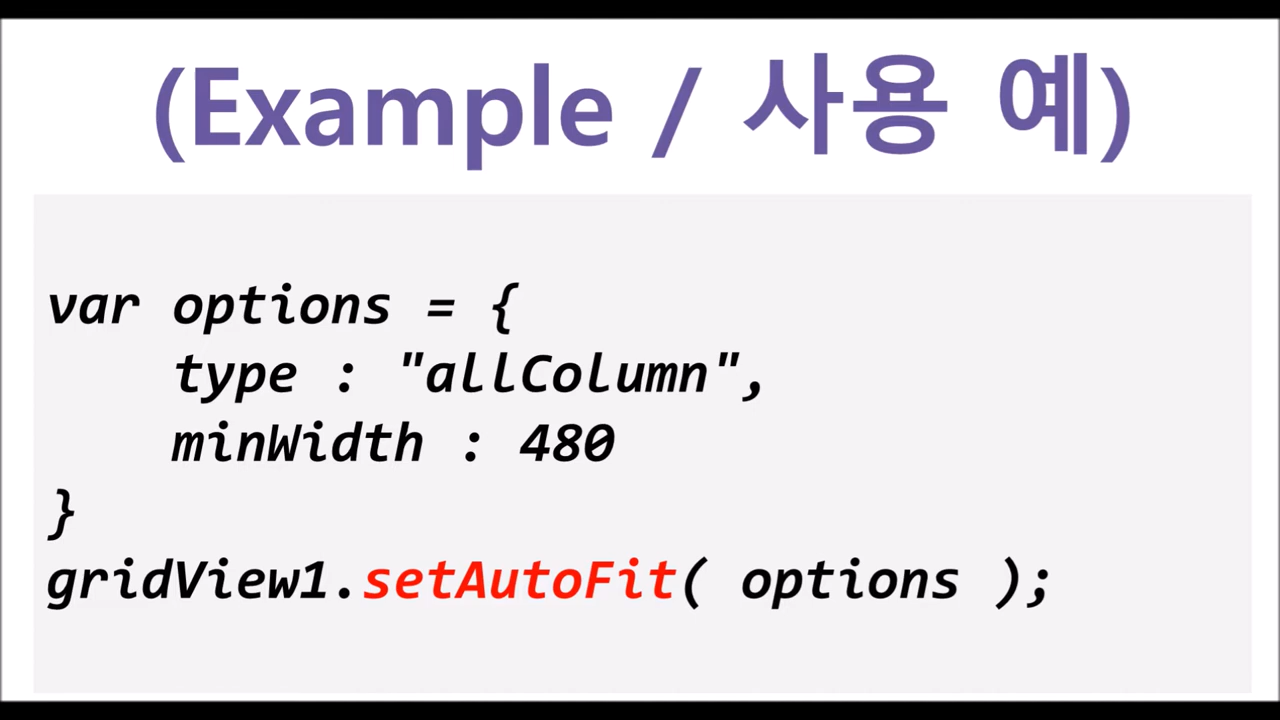 (Example / 사용 예)
var options = {
    type : "allColumn",
    minWidth : 480
}
gridView1.setAutoFit( options );